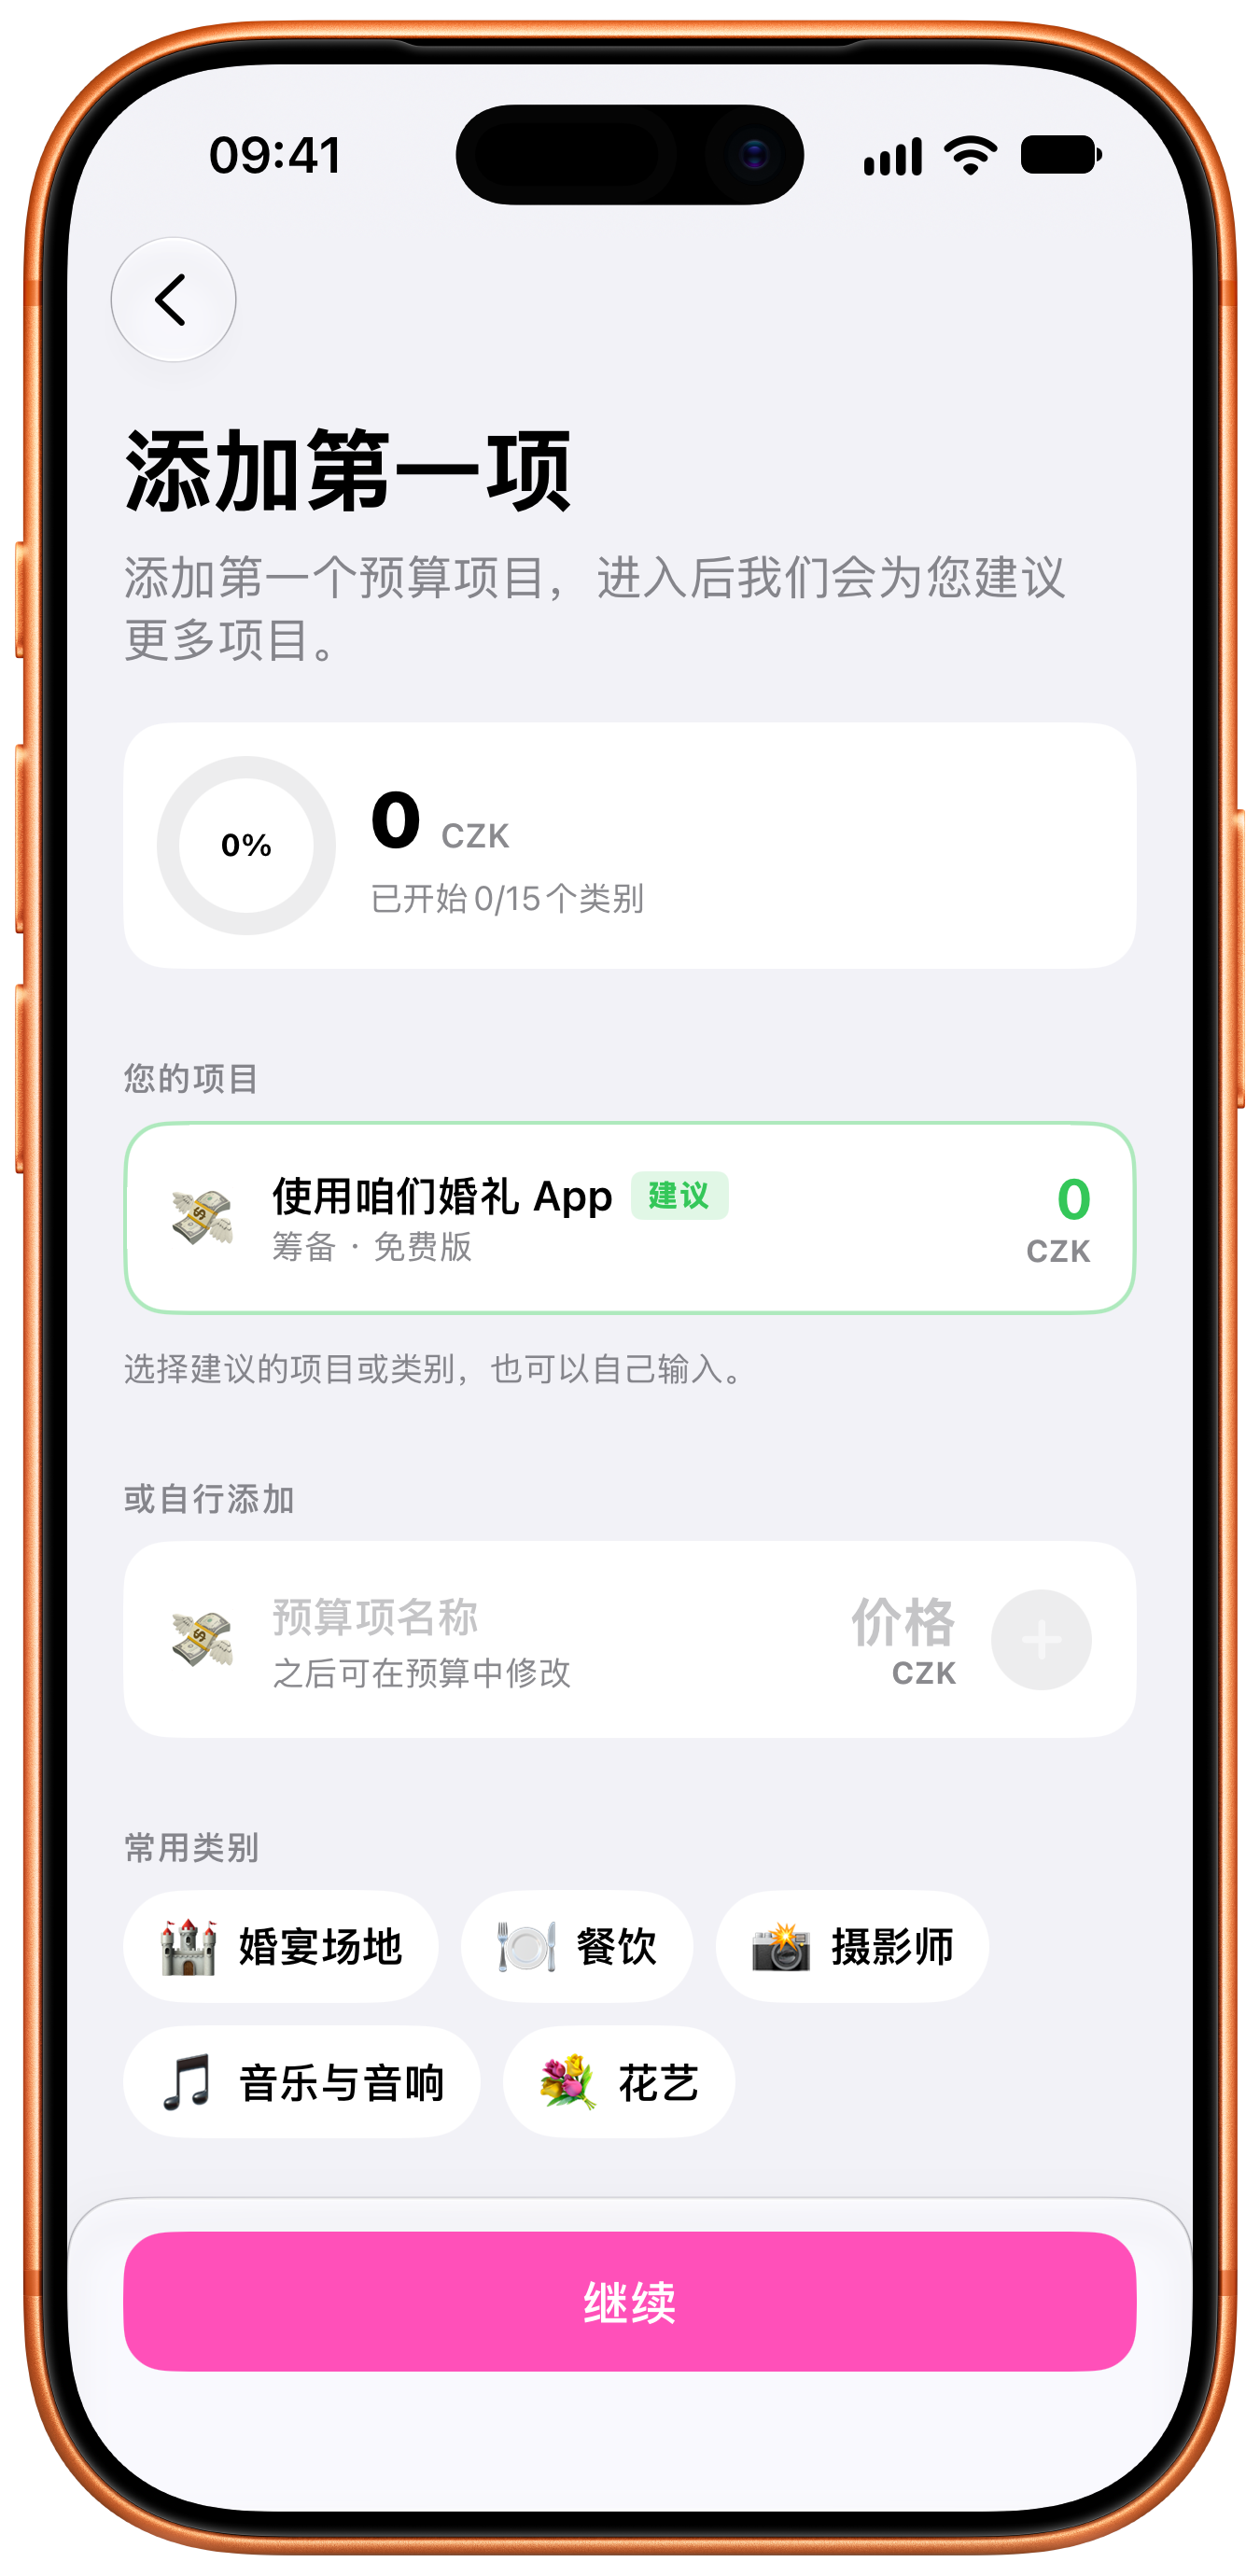 09:41
添加第一项
添加第一个预算项目，进入后我们会为您建议
更多项目。
0%
0 CZK
已开始 0/15 个类别
您的项目
使用咱们婚礼 App 建议
筹备 · 免费版
0
CZK
选择建议的项目或类别，也可以自己输入。
或自行添加
预算项名称
之后可在预算中修改
价格
CZK
常用类别
婚宴场地 餐饮 摄影师
音乐与音响 花艺
继续